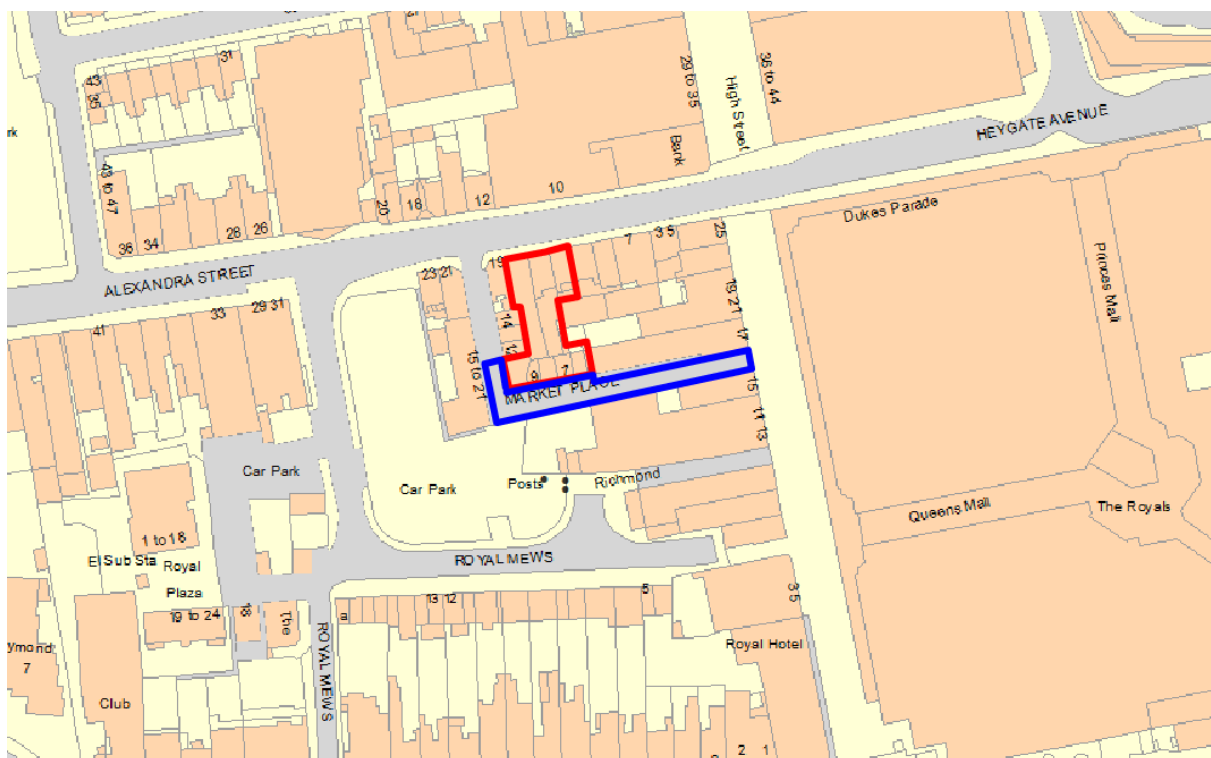 31
43
35
rk
29 to 35
High Street
36 to 44
HEYGATE AVENUE
Bank
43 to 47
20
18
12
10
Dukes Parade
36
34
28
26
7
25
ALEXANDRA STREET
19
23 21
Princes Mall
41
33
29 31
14
19 21
17
12
15 to 21
9
7
MARKET PLACE
15
11 13
Car Park
Car Park
Posts
Richmond
Queens Mall
The Royals
1 to 18
El Sub Sta
Royal
Plaza
ROYAL MEWS
19 to 24
18
The
a
13 12
3 5
ymond
7
ROYAL MEWS
Royal Hotel
Club
2
1